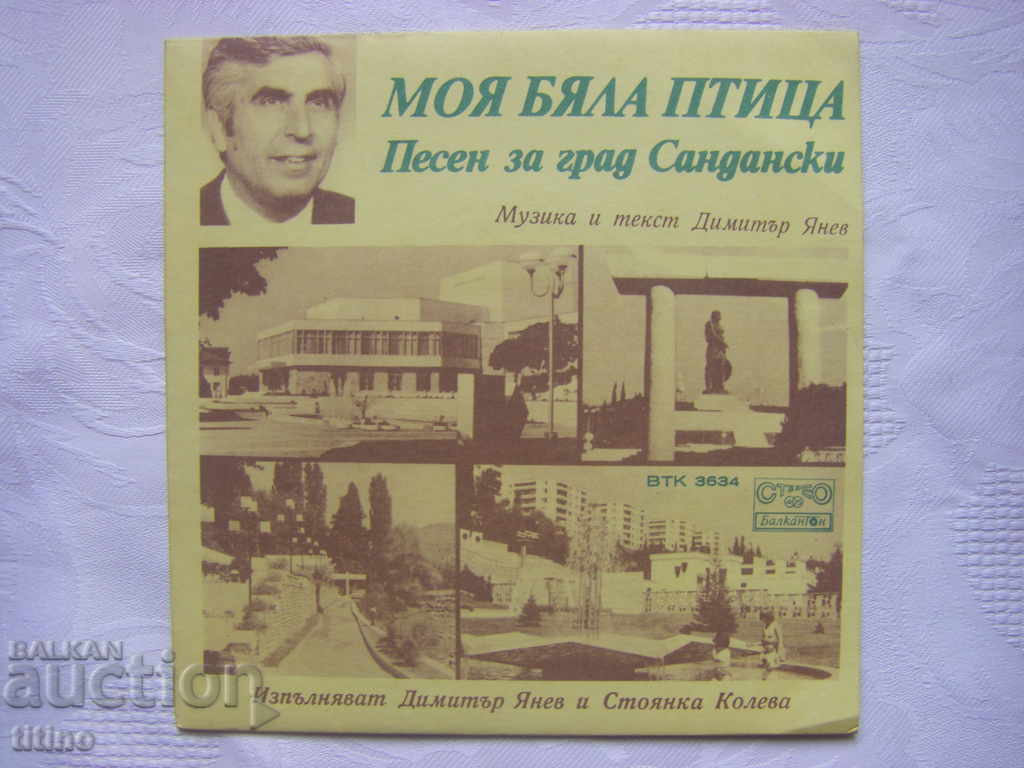 МОЯ БЯЛА ПТИЦА
Песен за град Сандански
Музика и текст Димитър Янев
ВТК 3634
СТЕРЕО
Балкантон
Изпълняват Димитър Янев и Стоянка Колева
BALKAN
auction
titino